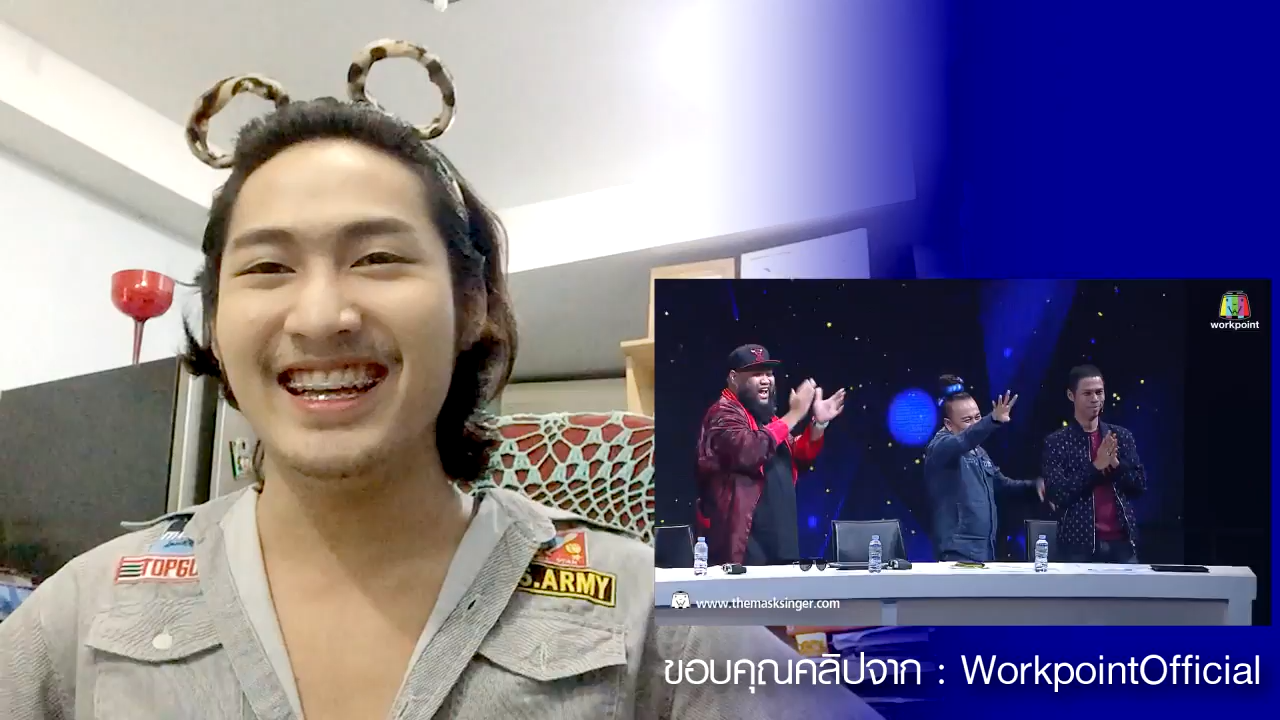 TOPGU
S.ARMY
workpoint
www.themasksinger.com
ขอบคุณคลิปจาก : WorkpointOfficial